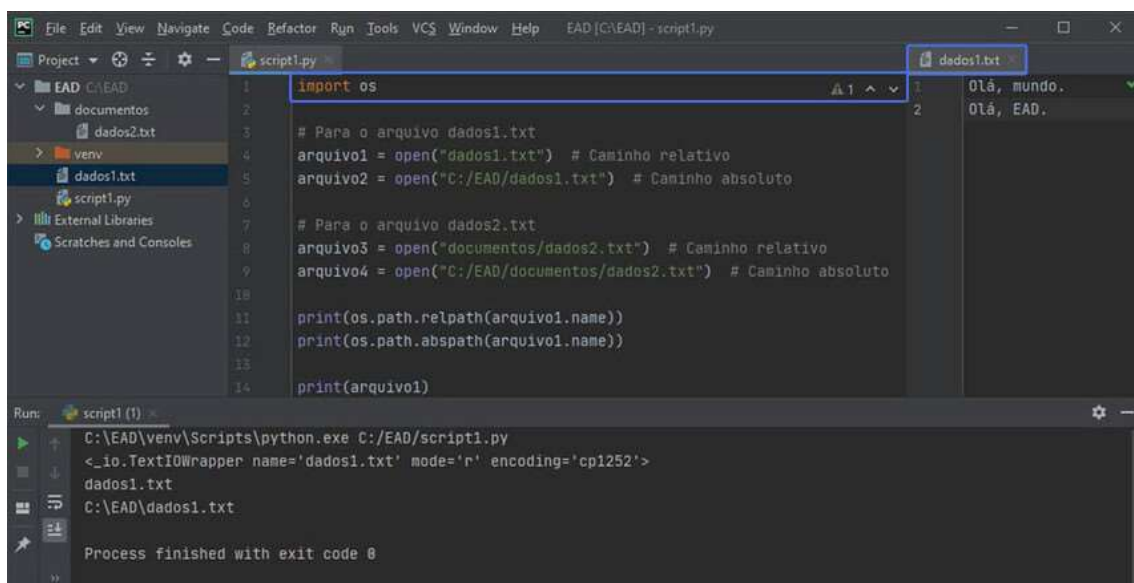 File Edit View Navigate Code Refactor Run Tools VCS Window Help EAD [C:\EAD] - script1.py
Project
script1.py
dados1.txt
EAD C:\EAD
documentos
dados2.txt
venv
dados1.txt
script1.py
External Libraries
Scratches and Consoles
1 import os
2
3 # Para o arquivo dados1.txt
4 arquivo1 = open("dados1.txt") # Caminho relativo
5 arquivo2 = open("C:/EAD/dados1.txt") # Caminho absoluto
6
7 # Para o arquivo dados2.txt
8 arquivo3 = open("documentos/dados2.txt") # Caminho relativo
9 arquivo4 = open("C:/EAD/documentos/dados2.txt") # Caminho absoluto
10
11 print(os.path.relpath(arquivo1.name))
12 print(os.path.abspath(arquivo1.name))
13
14 print(arquivo1)
1
1 Olá, mundo.
2 Olá, EAD.
Run: script1 (1)
C:\EAD\venv\Scripts\python.exe C:/EAD/script1.py
<_io.TextIOWrapper name='dados1.txt' mode='r' encoding='cp1252'>
dados1.txt
C:\EAD\dados1.txt
Process finished with exit code 0